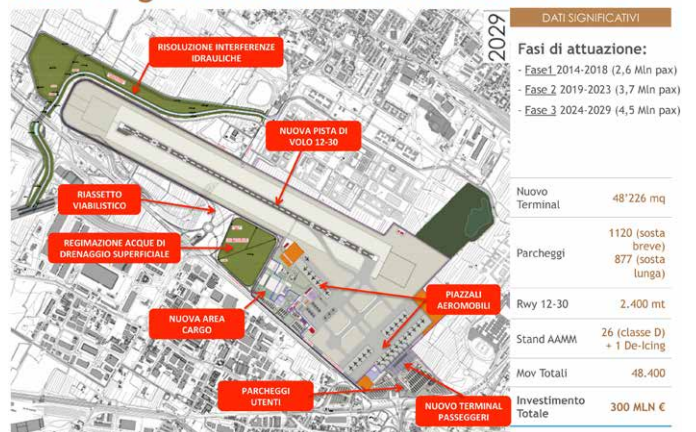 RISOLUZIONE INTERFERENZE
IDRAULICHE
NUOVA PISTA DI
VOLO 12-30
RIASSETTO
VIABILISTICO
REGIMAZIONE ACQUE DI
DRENAGGIO SUPERFICIALE
NUOVA AREA
CARGO
PIAZZALI
AEROMOBILI
PARCHEGGI
UTENTI
NUOVO TERMINAL
PASSEGGERI
2029
DATI SIGNIFICATIVI
Fasi di attuazione:
- Fase1 2014-2018 (2,6 Mln pax)
- Fase 2 2019-2023 (3,7 Mln pax)
- Fase 3 2024-2029 (4,5 Mln pax)
Nuovo
Terminal
48'226 mq
Parcheggi
1120 (sosta
breve)
877 (sosta
lunga)
Rwy 12-30
2.400 mt
Stand AAMM
26 (classe D)
+ 1 De-Icing
Mov Totali
48.400
Investimento
Totale
300 MLN €